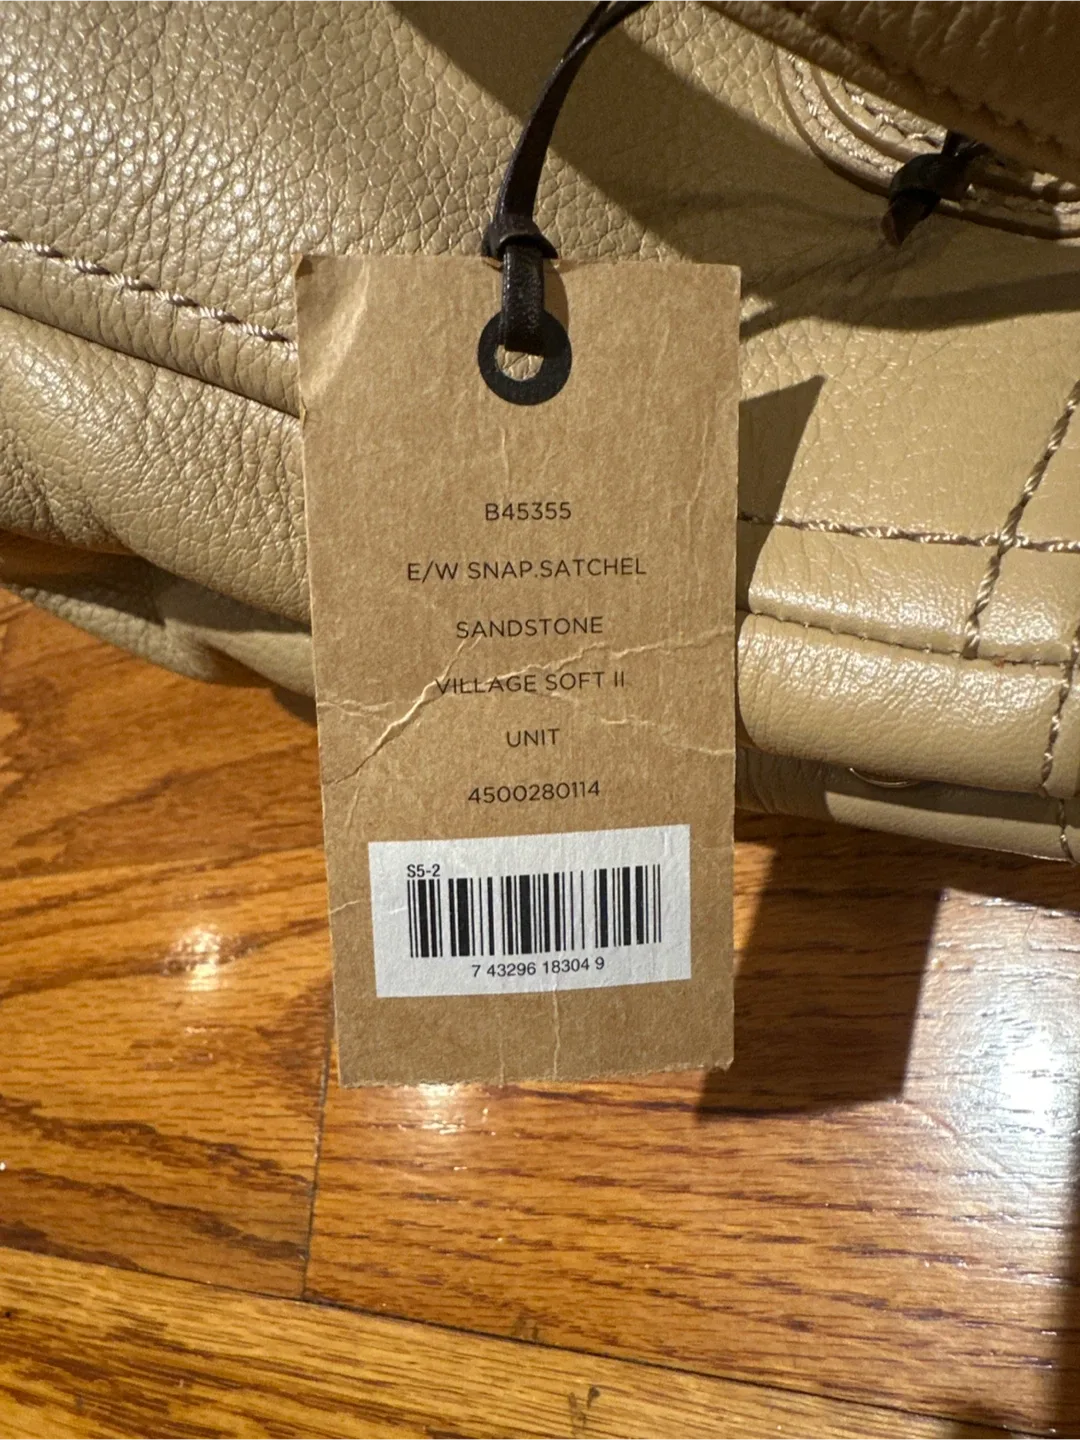 B45355
E/W SNAP.SATCHEL
SANDSTONE
VILLAGE SOFT II
UNIT
4500280114
S5-2
7 43296 18304 9